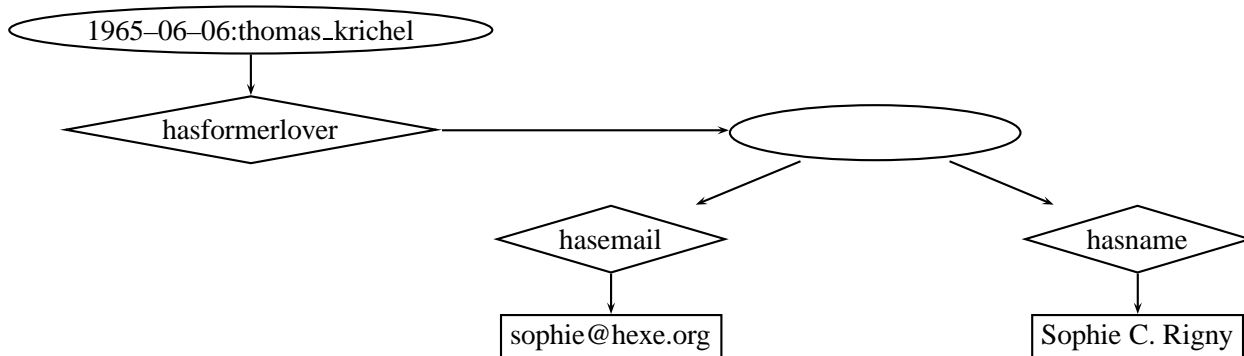 1965–06–06:thomas_krichel
hasformerlover
hasemail
hasname
sophie@hexe.org
Sophie C. Rigny